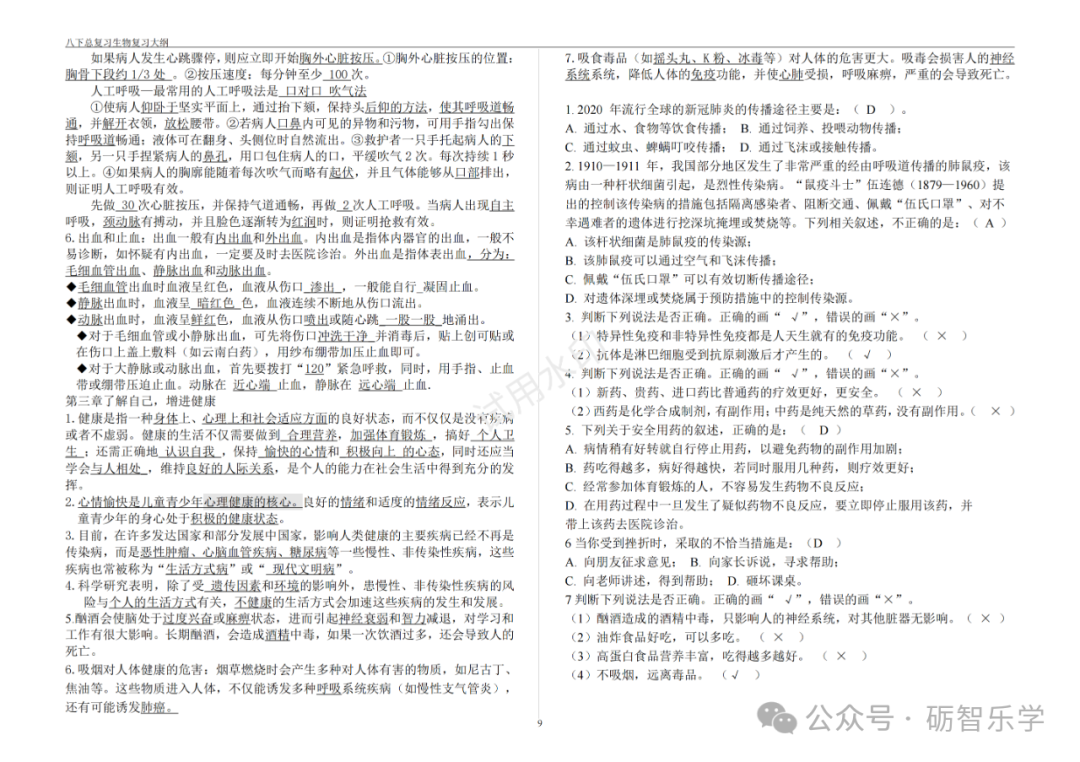 八下总复习生物复习大纲
如果病人发生心跳骤停,则应立即开始胸外心脏按压。①胸外心脏按压的位置:
胸骨下段约 1/3 处 。②按压速度:每分钟至少 100 次。
人工呼吸—最常用的人工呼吸法是 口对口 吹气法
①使病人仰卧于坚实平面上,通过抬下颏,保持头后仰的方法,使其呼吸道畅
通,并解开衣领,放松腰带。②若病人口鼻内可见的异物和污物,可用手指勾出保
持呼吸道畅通;液体可在翻身、头侧位时自然流出。③救护者一只手托起病人的下
颏,另一只手捏紧病人的鼻孔,用口包住病人的口,平缓吹气 2 次。每次持续 1 秒
以上。④如果病人的胸廓能随着每次吹气而略有起伏,并且气体能够从口部排出,
则证明人工呼吸有效。
先做 30 次心脏按压,并保持气道通畅,再做 2 次人工呼吸。当病人出现自主
呼吸,颈动脉有搏动,并且脸色逐渐转为红润时,则证明抢救有效。
6. 出血和止血:出血一般有内出血和外出血。内出血是指体内器官的出血,一般不
易诊断,如怀疑有内出血,一定要及时去医院诊治。外出血是指体表出血,分为:
毛细血管出血、静脉出血和动脉出血。
◆毛细血管出血时血液呈红色,血液从伤口 渗出 ,一般能自行 凝固止血。
◆静脉出血时,血液呈 暗红色 色,血液连续不断地从伤口流出。
◆动脉出血时,血液呈鲜红色,血液从伤口喷出或随心跳 一股一股 地涌出。
◆对于毛细血管或小静脉出血,可先将伤口冲洗干净 并消毒后,贴上创可贴或
在伤口上盖上敷料(如云南白药),用纱布绷带加压止血即可。
◆对于大静脉或动脉出血,首先要拨打“120”紧急呼救,同时,用手指、止血
带或绷带压迫止血。动脉在 近心端 止血,静脉在 远心端 止血.
第三章了解自己,增进健康
1. 健康是指一种身体上、心理上和社会适应方面的良好状态,而不仅仅是没有疾病
或者不虚弱。健康的生活不仅需要做到 合理营养,加强体育锻炼 ,搞好 个人卫
生 ;还需正确地 认识自我 ,保持 愉快的心情和 积极向上 的心态,同时还应当
学会与人相处 ,维持良好的人际关系,是个人的能力在社会生活中得到充分的发
挥。
2. 心情愉快是儿童青少年心理健康的核心。良好的情绪和适度的情绪反应,表示儿
童青少年的身心处于积极的健康状态。
3. 目前,在许多发达国家和部分发展中国家,影响人类健康的主要疾病已经不再是
传染病,而是恶性肿瘤、心脑血管疾病、糖尿病等一些慢性、非传染性疾病,这些
疾病也常被称为“生活方式病”或“ 现代文明病”。
4. 科学研究表明,除了受 遗传因素和环境的影响外,患慢性、非传染性疾病的风
险与个人的生活方式有关,不健康的生活方式会加速这些疾病的发生和发展。
5.酗酒会使脑处于过度兴奋或麻痹状态,进而引起神经衰弱和智力减退,对学习和
工作有很大影响。长期酗酒,会造成酒精中毒,如果一次饮酒过多,还会导致人的
死亡。
6. 吸烟对人体健康的危害:烟草燃烧时会产生多种对人体有害的物质,如尼古丁、
焦油等。这些物质进入人体,不仅能诱发多种呼吸系统疾病(如慢性支气管炎),
还有可能诱发肺癌。
7. 吸食毒品(如摇头丸、K 粉、冰毒等)对人体的危害更大。吸毒会损害人的神经
系统系统,降低人体的免疫功能,并使心肺受损,呼吸麻痹,严重的会导致死亡。
1. 2020 年流行全球的新冠肺炎的传播途径主要是:( D )。
A. 通过水、食物等饮食传播; B. 通过饲养、投喂动物传播;
C. 通过蚊虫、蜱螨叮咬传播; D. 通过飞沫或接触传播。
2. 1910—1911 年,我国部分地区发生了非常严重的经由呼吸道传播的肺鼠疫,该
病由一种杆状细菌引起,是烈性传染病。“鼠疫斗士”伍连德(1879—1960)提
出的控制该传染病的措施包括隔离感染者、阻断交通、佩戴“伍氏口罩”、对不
幸遇难者的遗体进行挖深坑掩埋或焚烧等。下列相关叙述,不正确的是:( A )
A. 该杆状细菌是肺鼠疫的传染源;
B. 该肺鼠疫可以通过空气和飞沫传播;
C. 佩戴“伍氏口罩”可以有效切断传播途径;
D. 对遗体深埋或焚烧属于预防措施中的控制传染源。
3. 判断下列说法是否正确。正确的画“ √”,错误的画“×”。
(1)特异性免疫和非特异性免疫都是人天生就有的免疫功能。 ( × )
(2)抗体是淋巴细胞受到抗原刺激后才产生的。 ( √ )
4. 判断下列说法是否正确。正确的画“ √”,错误的画“×”。
(1)新药、贵药、进口药比普通药的疗效更好,更安全。 ( × )
(2)西药是化学合成制剂,有副作用;中药是纯天然的草药,没有副作用。( × )
5. 下列关于安全用药的叙述,正确的是:( D )
A. 病情稍有好转就自行停止用药,以避免药物的副作用加剧;
B. 药吃得越多,病好得越快,若同时服用几种药,则疗效更好;
C. 经常参加体育锻炼的人,不容易发生药物不良反应;
D. 在用药过程中一旦发生了疑似药物不良反应,要立即停止服用该药,并
带上该药去医院诊治。
6 当你受到挫折时,采取的不恰当措施是:(D )
A. 向朋友征求意见; B. 向家长诉说,寻求帮助;
C. 向老师讲述,得到帮助; D. 砸坏课桌。
7 判断下列说法是否正确。正确的画“ √”,错误的画“×”。
(1)酗酒造成的酒精中毒,只影响人的神经系统,对其他脏器无影响。( × )
(2)油炸食品好吃,可以多吃。 ( × )
(3)高蛋白食品营养丰富,吃得越多越好。 ( × )
(4)不吸烟,远离毒品。 ( √ )
试用水印
9
公众号 · 砺智乐学